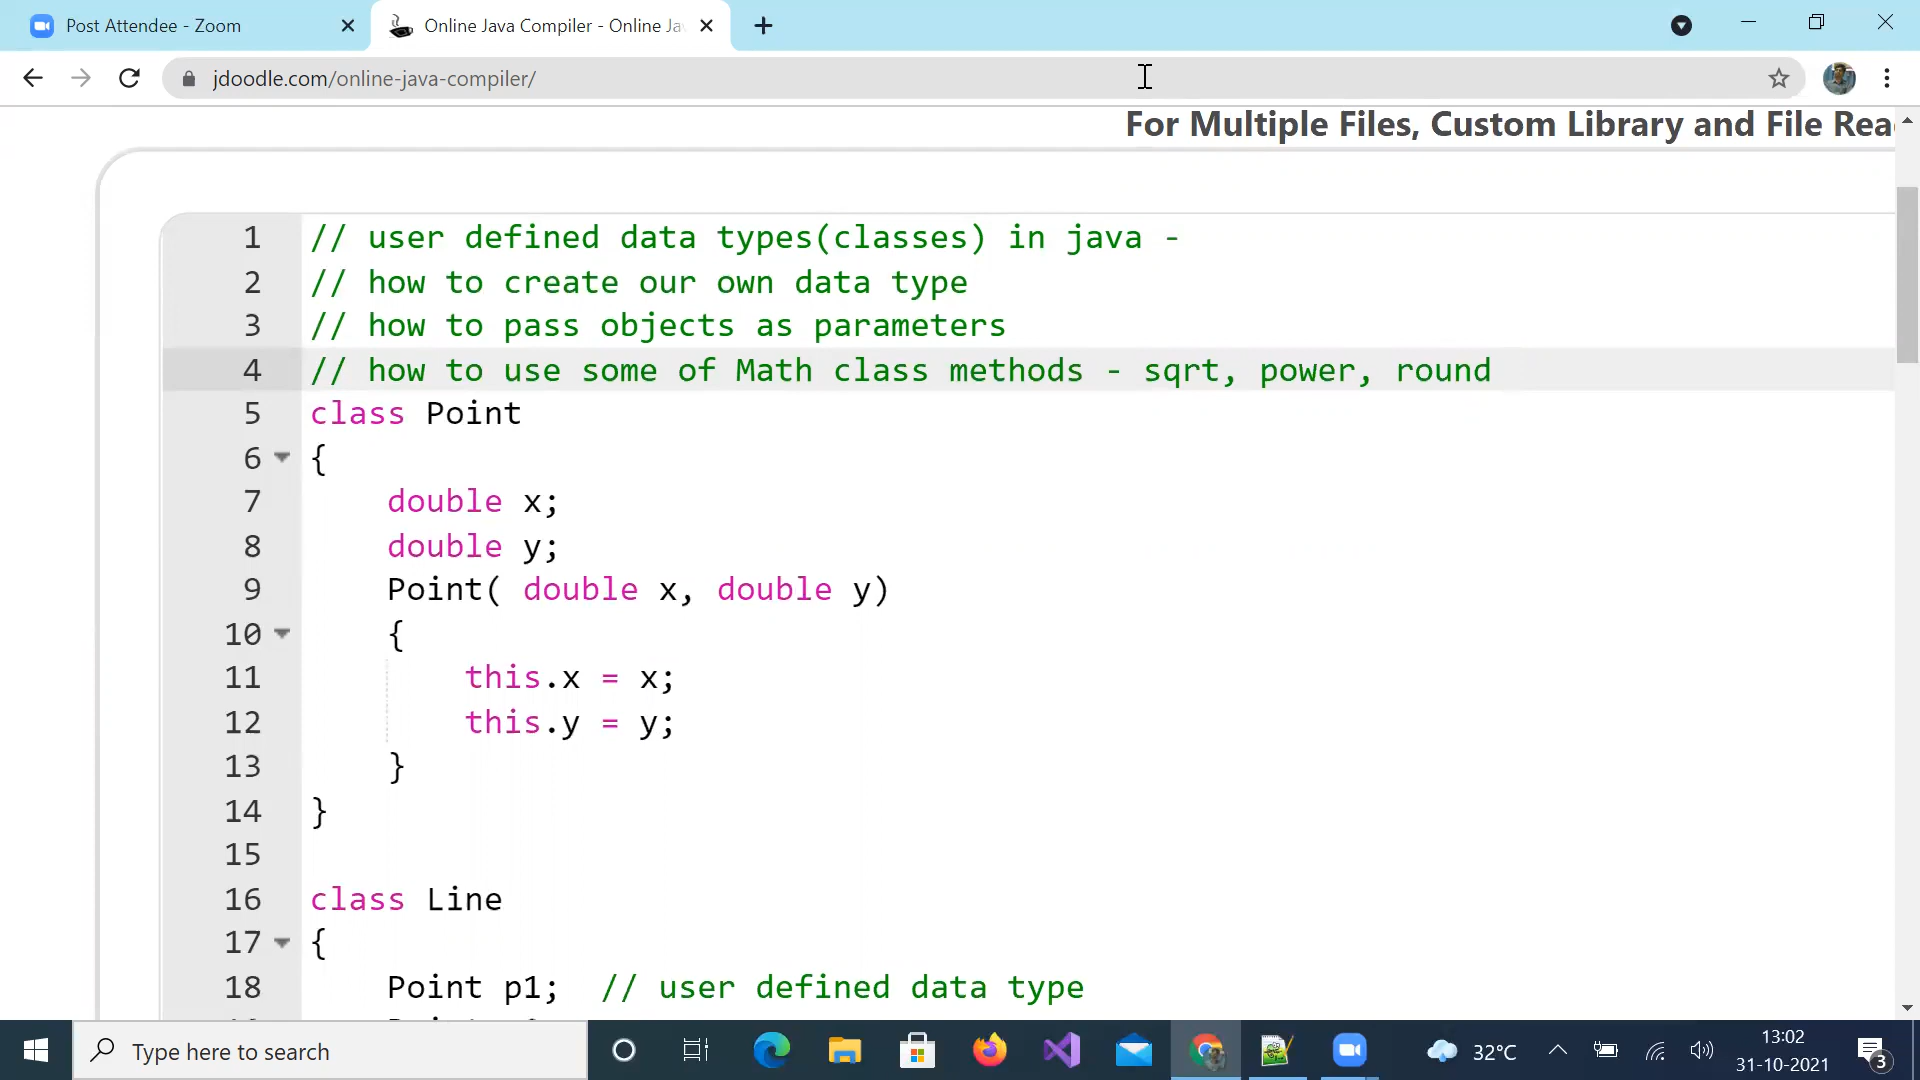 Post Attendee - Zoom
Online Java Compiler - Online Ja
jdoodle.com/online-java-compiler/
For Multiple Files, Custom Library and File Rea
1 // user defined data types(classes) in java -
2 // how to create our own data type
3 // how to pass objects as parameters
4 // how to use some of Math class methods - sqrt, power, round
5 class Point
6 {
7 double x;
8 double y;
9 Point( double x, double y)
10 {
11 this.x = x;
12 this.y = y;
13 }
14 }
15
16 class Line
17 {
18 Point p1; // user defined data type
Type here to search
32°C
13:02
31-10-2021
3